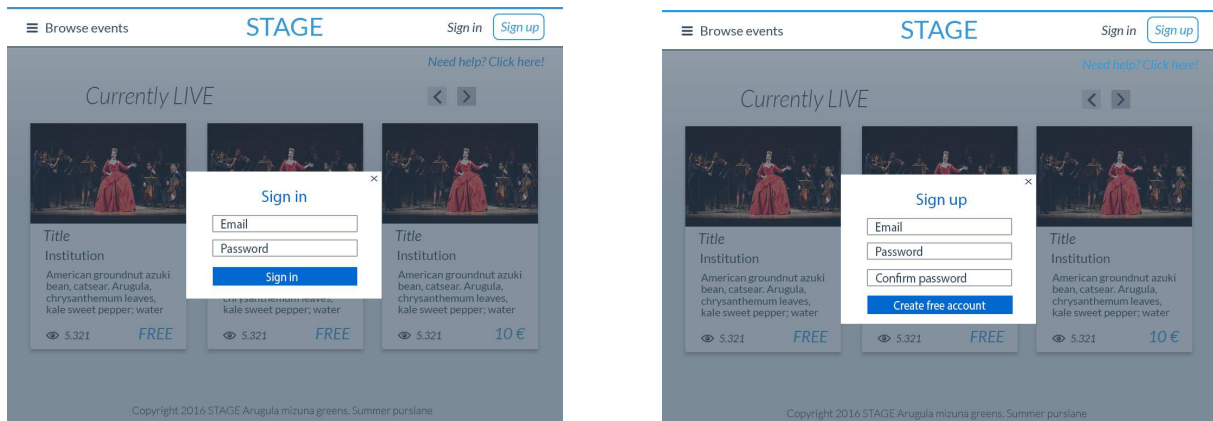 Browse events
STAGE
Sign in
Sign up
Need help? Click here!
Currently LIVE
×
Sign in
Email
Password
Sign in
Title
Institution
American groundnut azuki
bean, catsear. Arugula,
chrysanthemum leaves,
kale sweet pepper; water
5.321
FREE
chrysanthemum leaves,
kale sweet pepper; water
5.321
FREE
Title
Institution
American groundnut azuki
bean, catsear. Arugula,
chrysanthemum leaves,
kale sweet pepper; water
5.321
10 €
Copyright 2016 STAGE Arugula mizuna greens. Summer purslane
Browse events
STAGE
Sign in
Sign up
Need help? Click here!
Currently LIVE
×
Sign up
Email
Password
Confirm password
Create free account
Title
Institution
American groundnut azuki
bean, catsear. Arugula,
chrysanthemum leaves,
kale sweet pepper; water
5.321
FREE
5.321
FREE
Title
Institution
American groundnut azuki
bean, catsear. Arugula,
chrysanthemum leaves,
kale sweet pepper; water
5.321
10 €
Copyright 2016 STAGE Arugula mizuna greens. Summer purslane